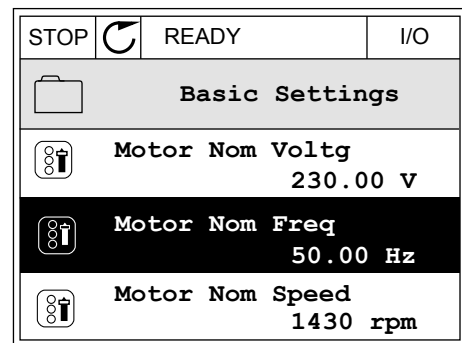 STOP READY I/O
Basic Settings
Motor Nom Voltg
230.00 V
Motor Nom Freq
50.00 Hz
Motor Nom Speed
1430 rpm